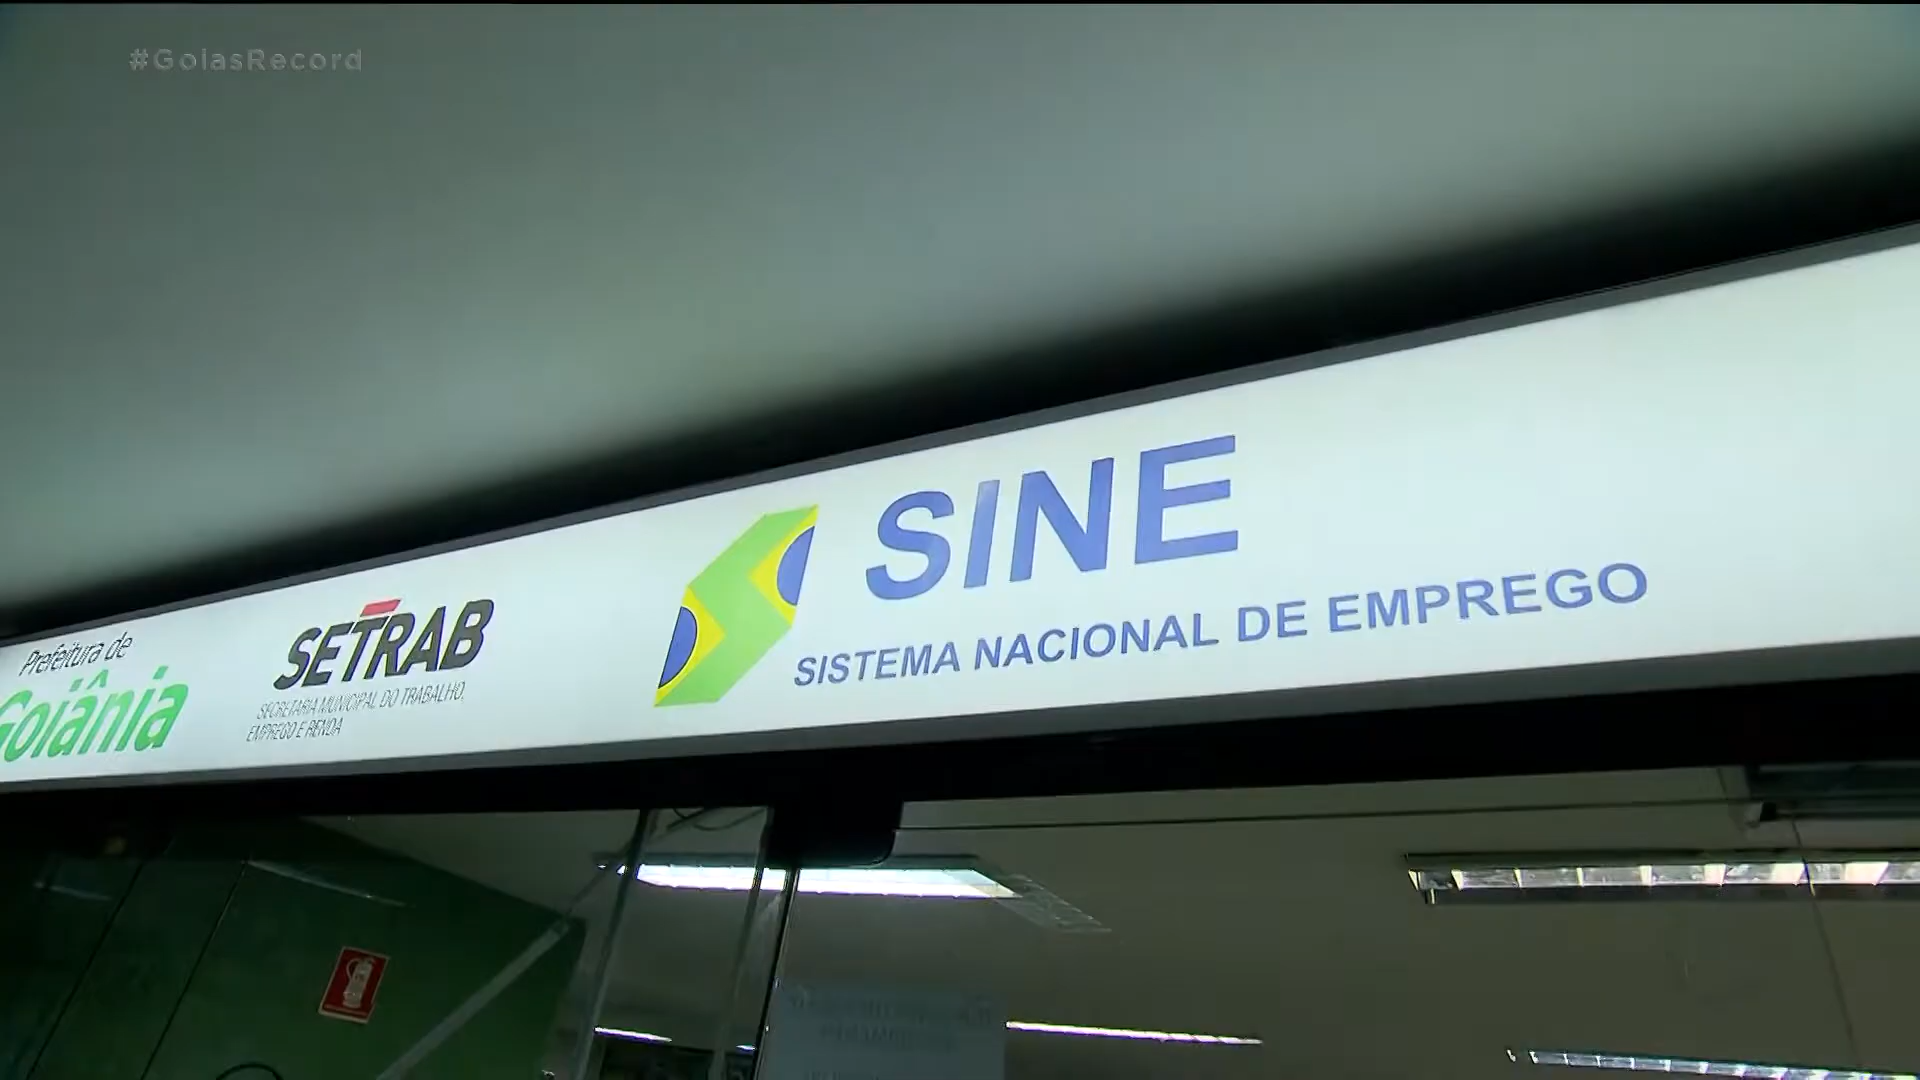 #GoiasRecord
Prefeitura de
Goiânia
SETRAB
SECRETARIA MUNICIPAL DO TRABALHO,
EMPREGO E RENDA
SINE
SISTEMA NACIONAL DE EMPREGO